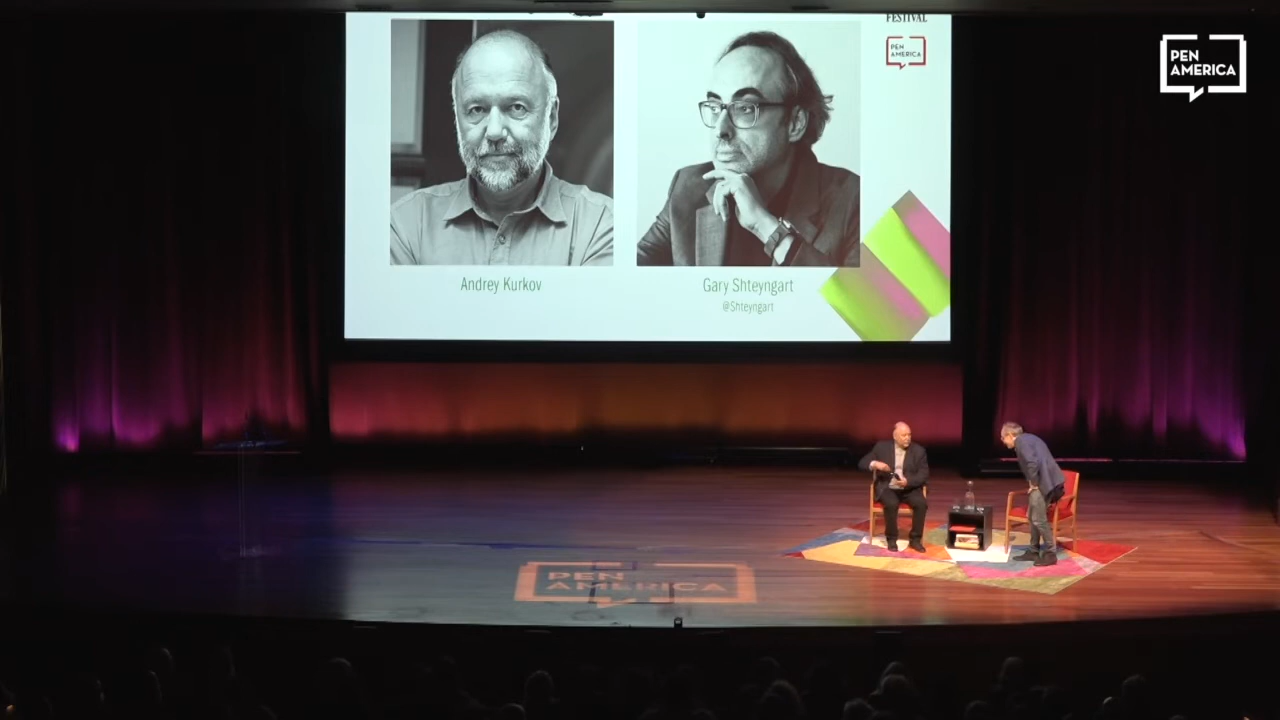 FESTIVAL
PEN
AMERICA
PEN
AMERICA
Andrey Kurkov
Gary Shteyngart
@Shteyngart
PEN
AMERICA